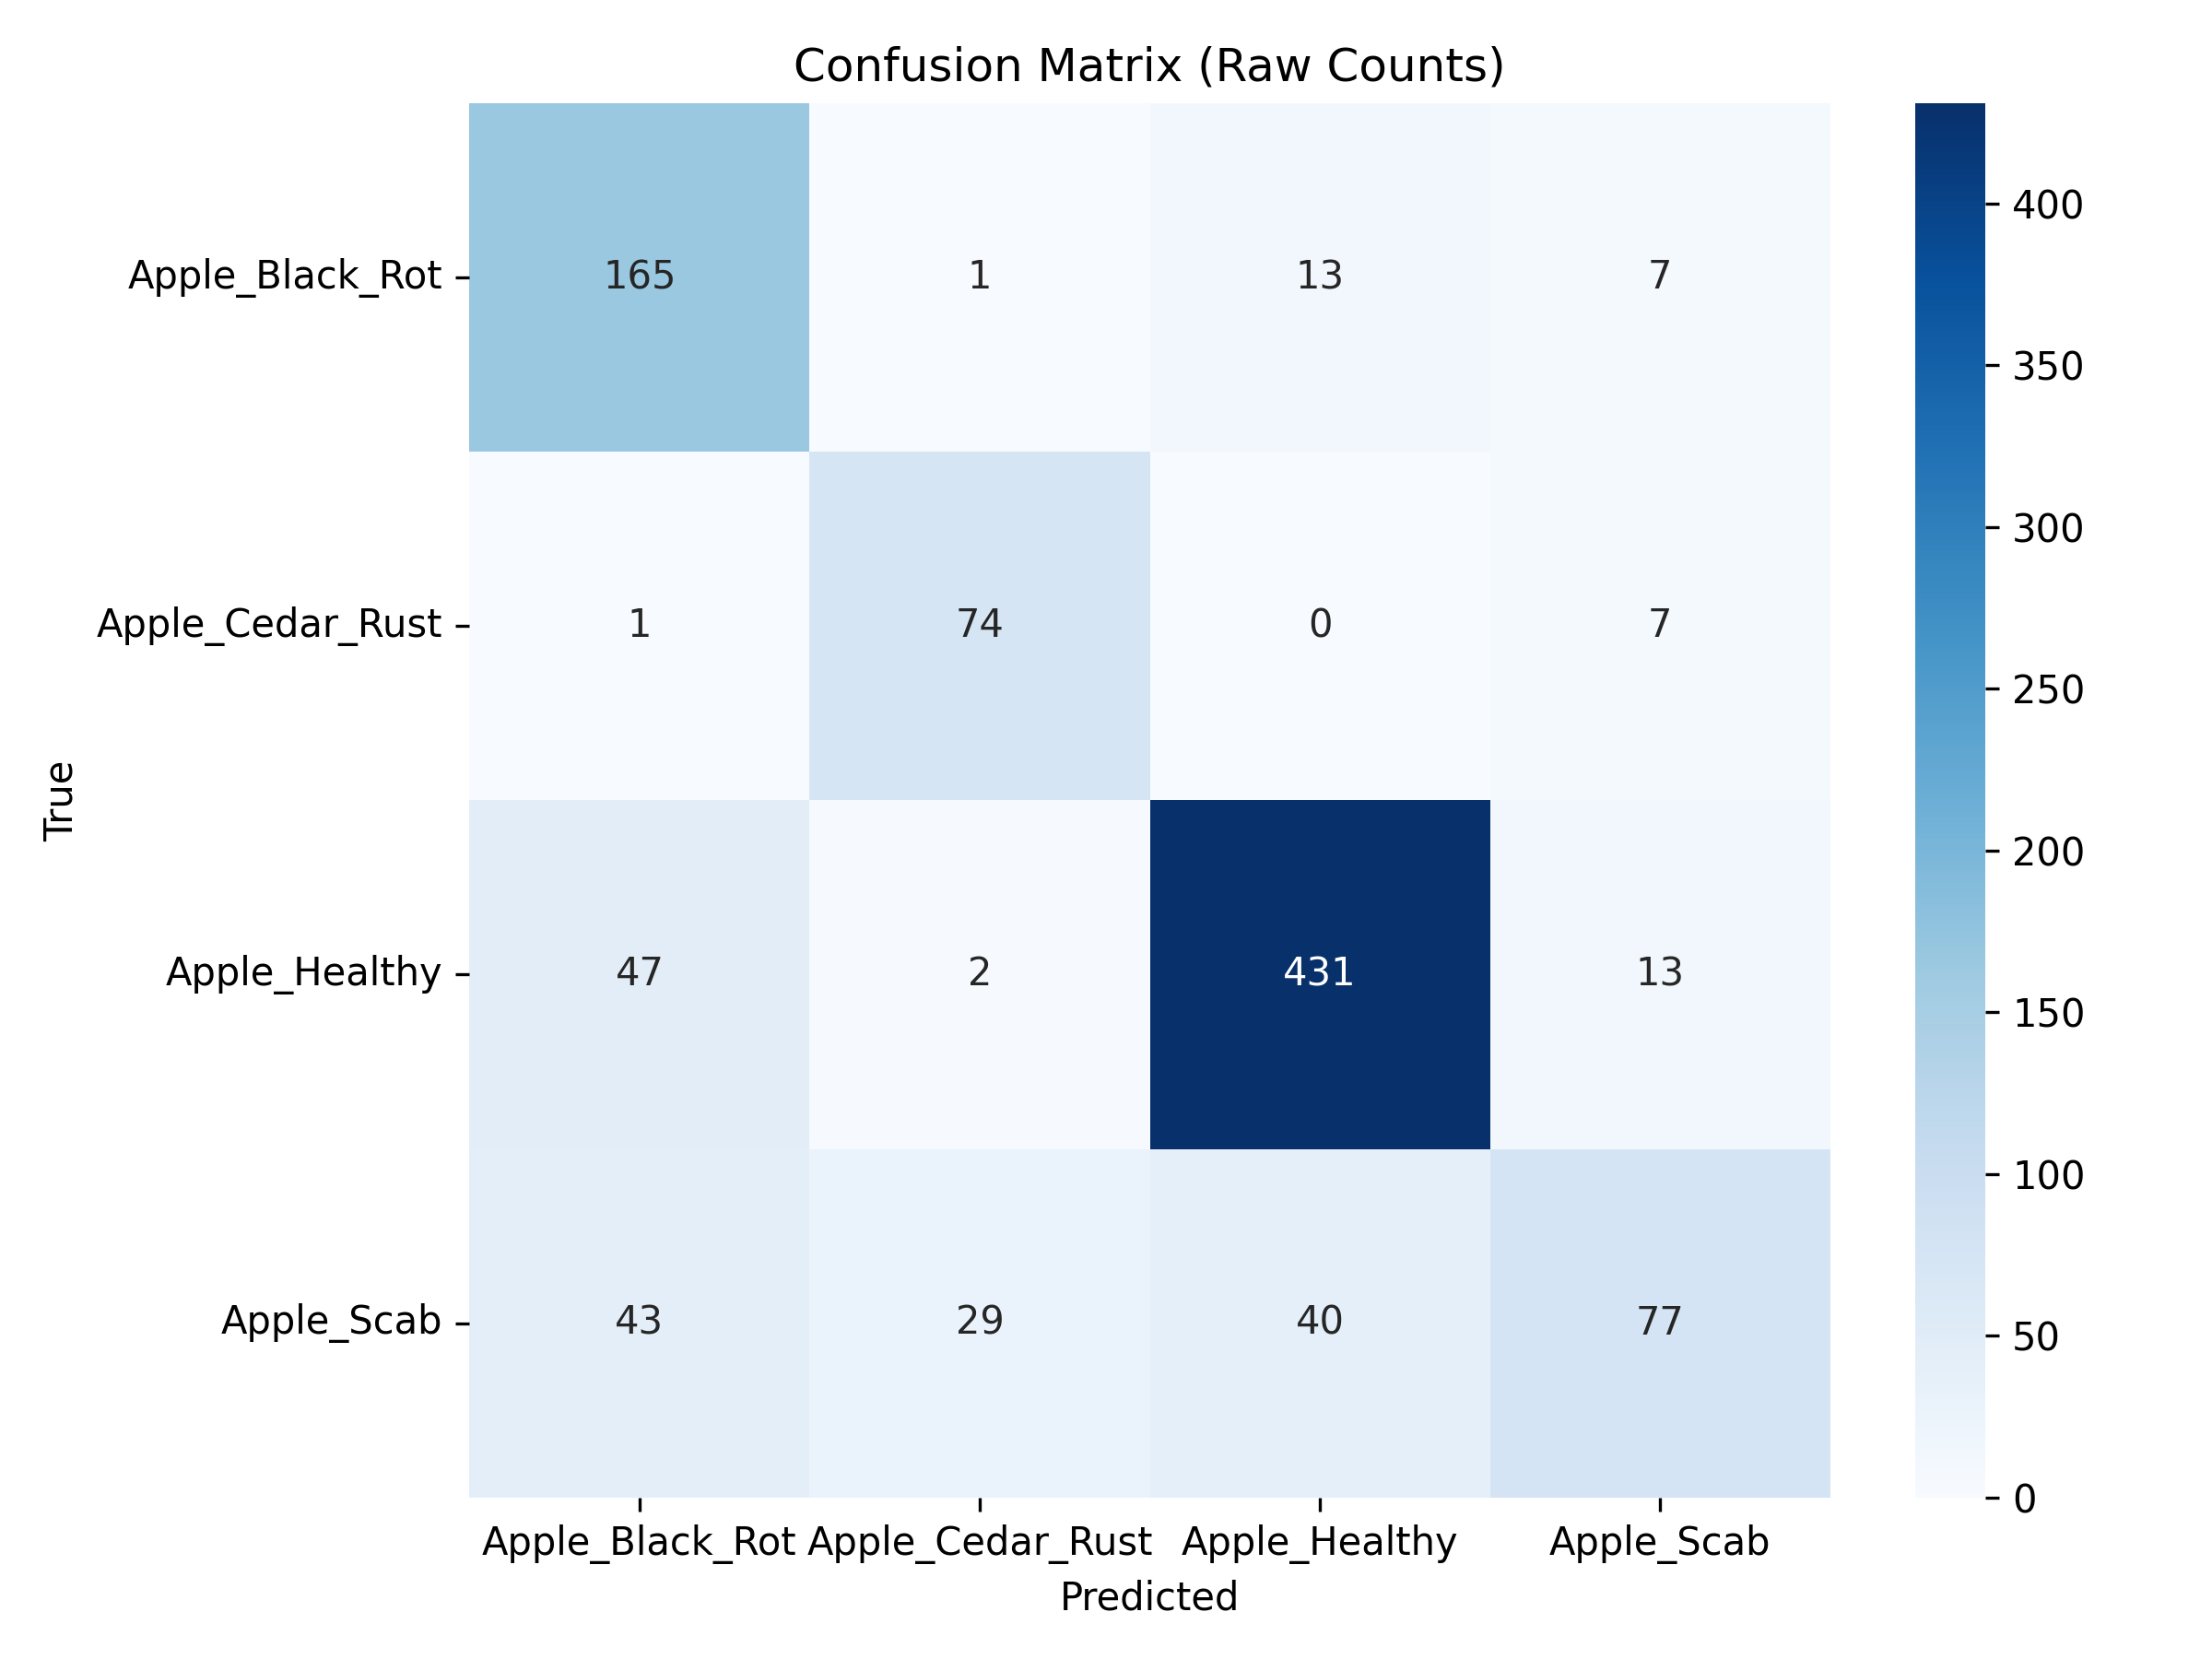 Confusion Matrix (Raw Counts)
Apple_Black_Rot 165 1 13 7
Apple_Cedar_Rust 1 74 0 7
Apple_Healthy 47 2 431 13
Apple_Scab 43 29 40 77
Apple_Black_Rot Apple_Cedar_Rust Apple_Healthy Apple_Scab
Predicted
True
400
350
300
250
200
150
100
50
0